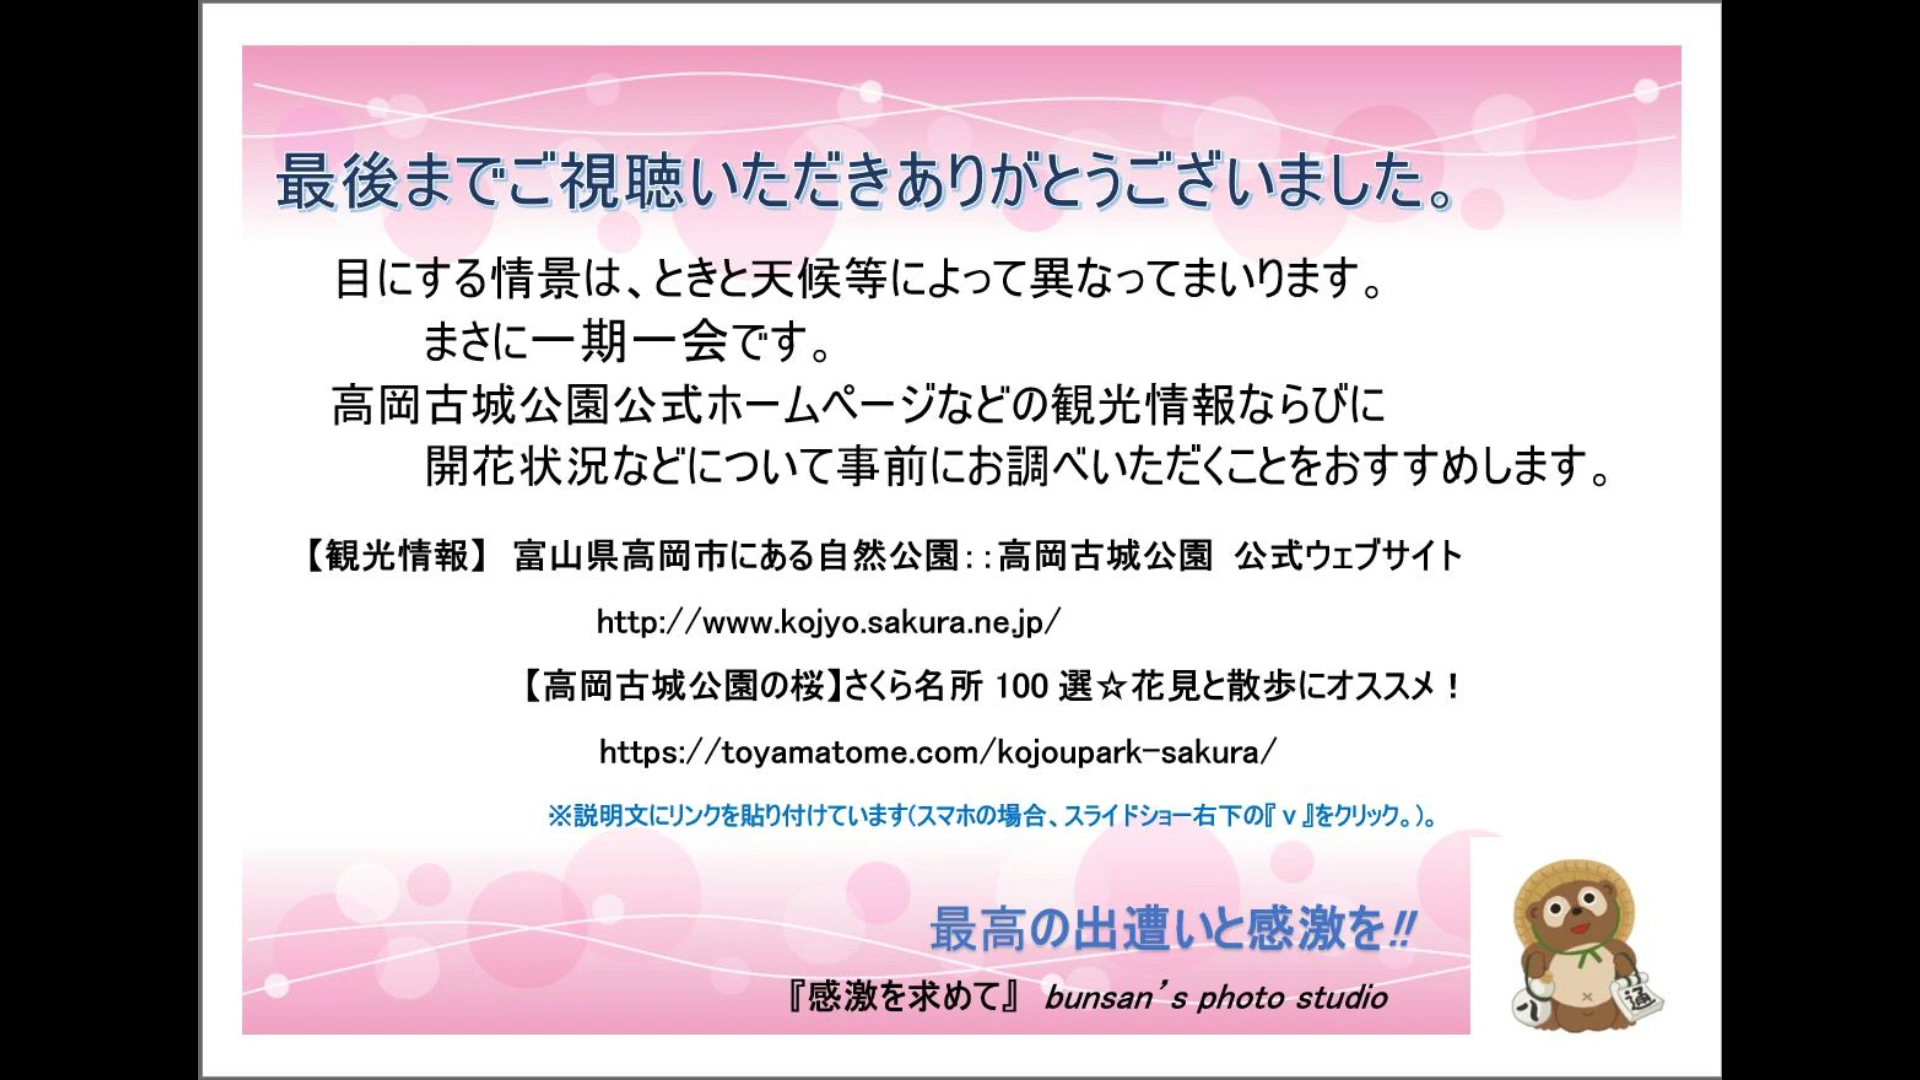 最後までご視聴いただきありがとうございました。
目にする情景は、ときと天候等によって異なってまいります。
まさに一期一会です。
高岡古城公園公式ホームページなどの観光情報ならびに
開花状況などについて事前にお調べいただくことをおすすめします。
【観光情報】 富山県高岡市にある自然公園::高岡古城公園 公式ウェブサイト
http://www.kojyo.sakura.ne.jp/
【高岡古城公園の桜】さくら名所 100 選☆花見と散歩にオススメ！
https://toyamatome.com/kojoupark-sakura/
※説明文にリンクを貼り付けています(スマホの場合、スライドショー右下の『 v 』をクリック。)。
最高の出遭いと感激を!!
『感激を求めて』 bunsan's photo studio
八
通